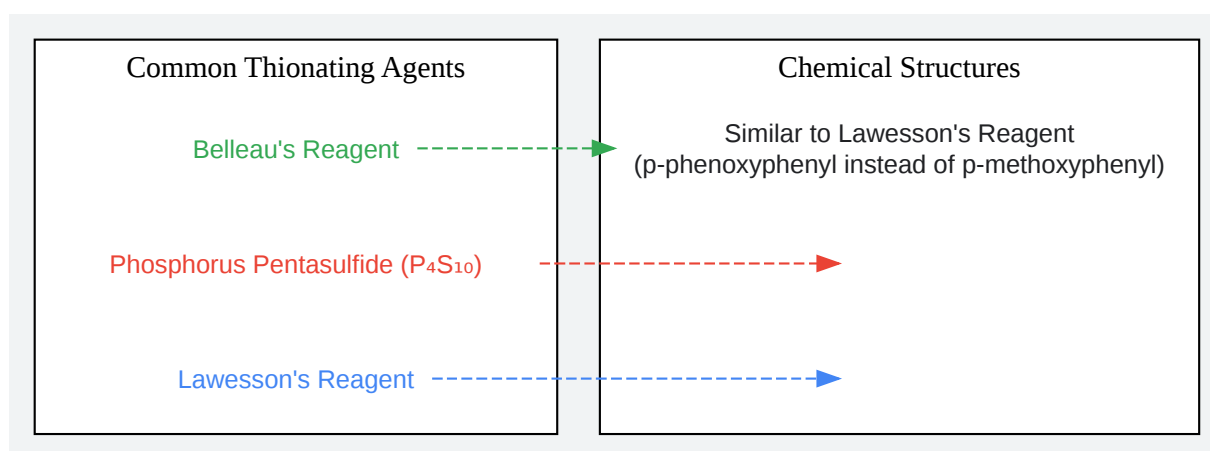 Common Thionating Agents
Chemical Structures
Belleau's Reagent
Similar to Lawesson's Reagent
(p-phenoxyphenyl instead of p-methoxyphenyl)
Phosphorus Pentasulfide (P₄S₁₀)
Lawesson's Reagent